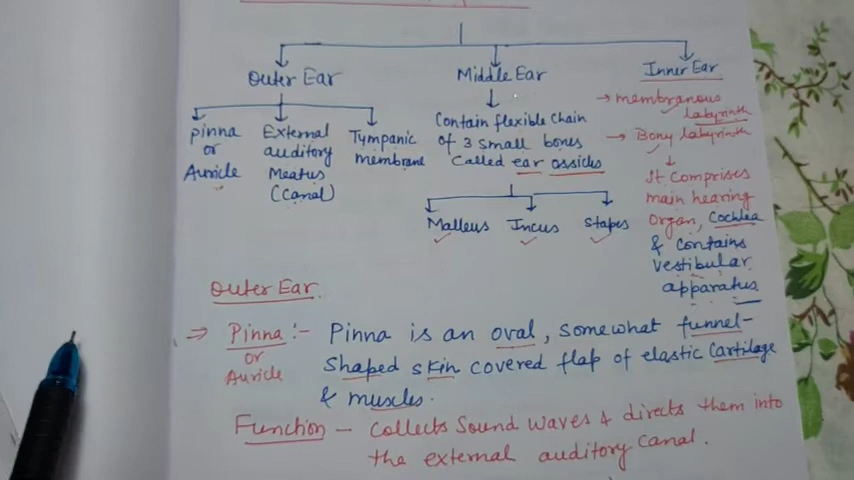 Outer Ear
Middle Ear
Inner Ear
Pinna
or
Auricle
External
auditory
Meatus
(Canal)
Tympanic
membrane
Contain flexible chain
of 3 small bones
Called ear ossicles
Malleus
Incus
Stapes
→ membranous
labyrinth
→ Bony labyrinth
↓
It Comprises
main hearing
organ, Cochlea
& contains
vestibular
apparatus
Outer Ear
⇒ Pinna :- Pinna is an oval, somewhat funnel-
or
Auricle
shaped skin covered flap of elastic Cartilage
& muscles.
Function - Collects Sound waves & directs them into
the external auditory canal.